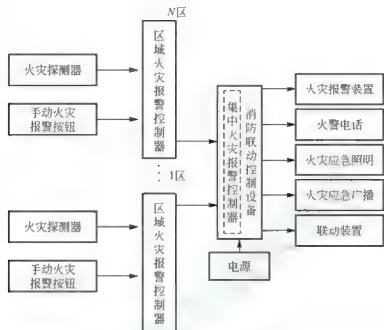 N区
火灾探测器
手动火灾
报警按钮
区域火灾报警控制器
1区
火灾探测器
手动火灾
报警按钮
区域火灾报警控制器
集中火灾报警控制器
消防联动控制设备
电源
火灾报警装置
火警电话
火灾应急照明
火灾应急广播
联动装置